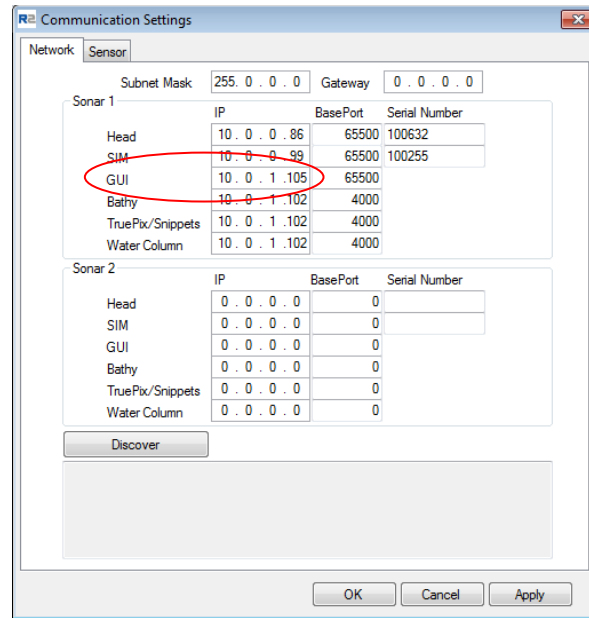 R2 Communication Settings
Network Sensor
Subnet Mask 255. 0 . 0 . 0 Gateway 0 . 0 . 0 . 0
Sonar 1
IP BasePort Serial Number
Head 10 . 0 . 0 . 86 65500 100632
SIM 10 . 0 . 0 . 99 65500 100255
GUI 10 . 0 . 1 .105 65500
Bathy 10 . 0 . 1 .102 4000
TruePix/Snippets 10 . 0 . 1 .102 4000
Water Column 10 . 0 . 1 .102 4000
Sonar 2
IP BasePort Serial Number
Head 0 . 0 . 0 . 0 0
SIM 0 . 0 . 0 . 0 0
GUI 0 . 0 . 0 . 0 0
Bathy 0 . 0 . 0 . 0 0
TruePix/Snippets 0 . 0 . 0 . 0 0
Water Column 0 . 0 . 0 . 0 0
Discover
OK Cancel Apply